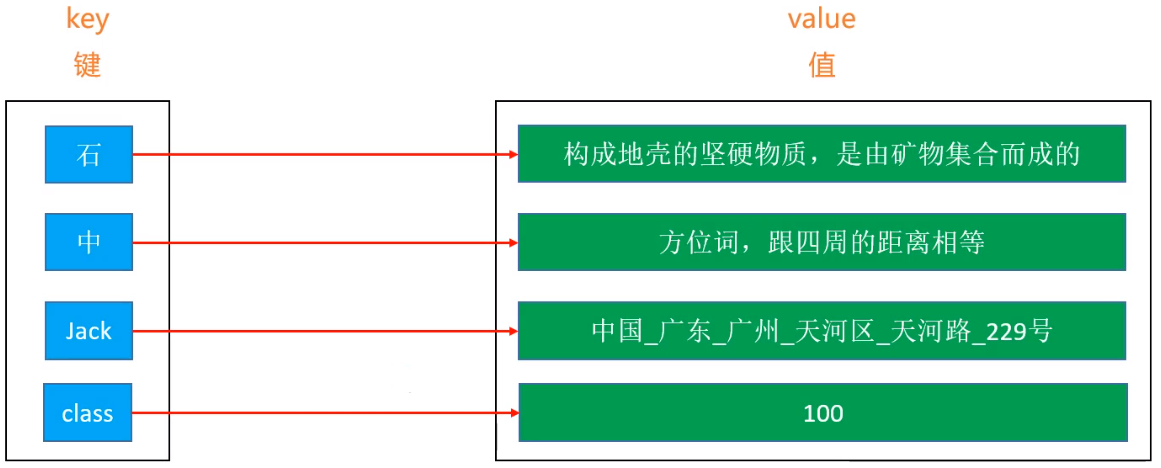 key
value
键
值
石
构成地壳的坚硬物质，是由矿物集合而成的
中
方位词，跟四周的距离相等
Jack
中国_广东_广州_天河区_天河路_229号
class
100